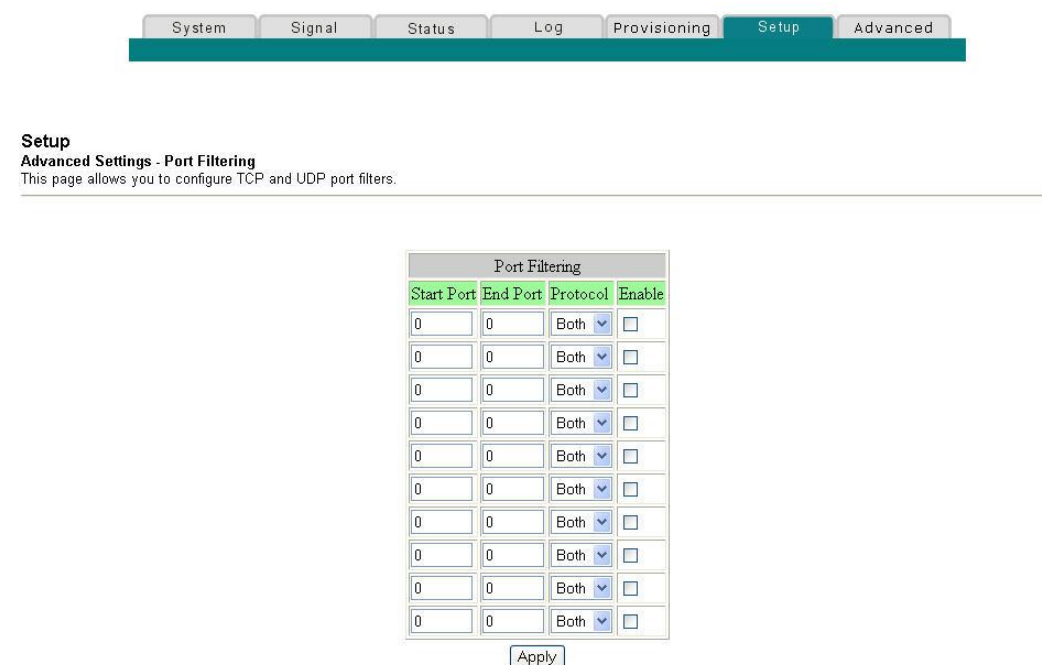 System Signal Status Log Provisioning Setup Advanced
Setup
Advanced Settings - Port Filtering
This page allows you to configure TCP and UDP port filters.
Port Filtering
Start Port End Port Protocol Enable
0 0 Both
0 0 Both
0 0 Both
0 0 Both
0 0 Both
0 0 Both
0 0 Both
0 0 Both
0 0 Both
0 0 Both
Apply